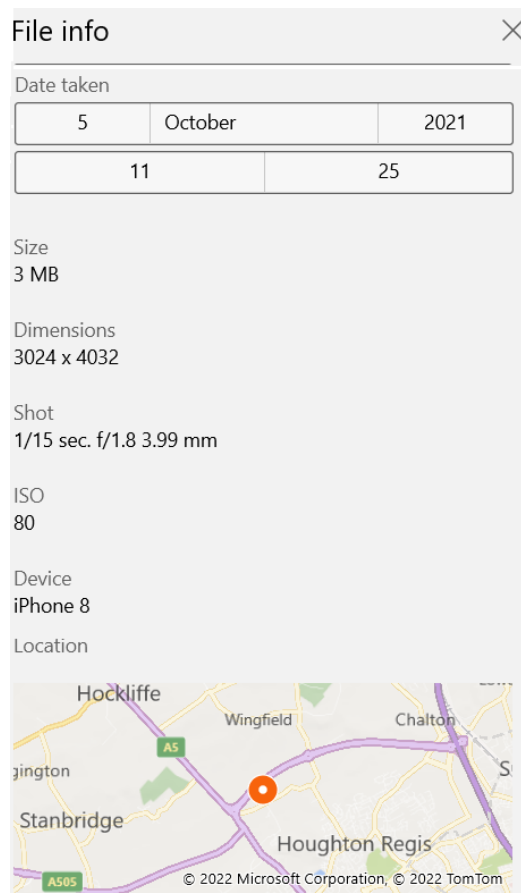 File info
Date taken
5 October 2021
11 25
Size
3 MB
Dimensions
3024 x 4032
Shot
1/15 sec. f/1.8 3.99 mm
ISO
80
Device
iPhone 8
Location
Hockliffe
Wingfield Chalton
A5
gington
Stanbridge
Houghton Regis
A505 © 2022 Microsoft Corporation, © 2022 TomTom